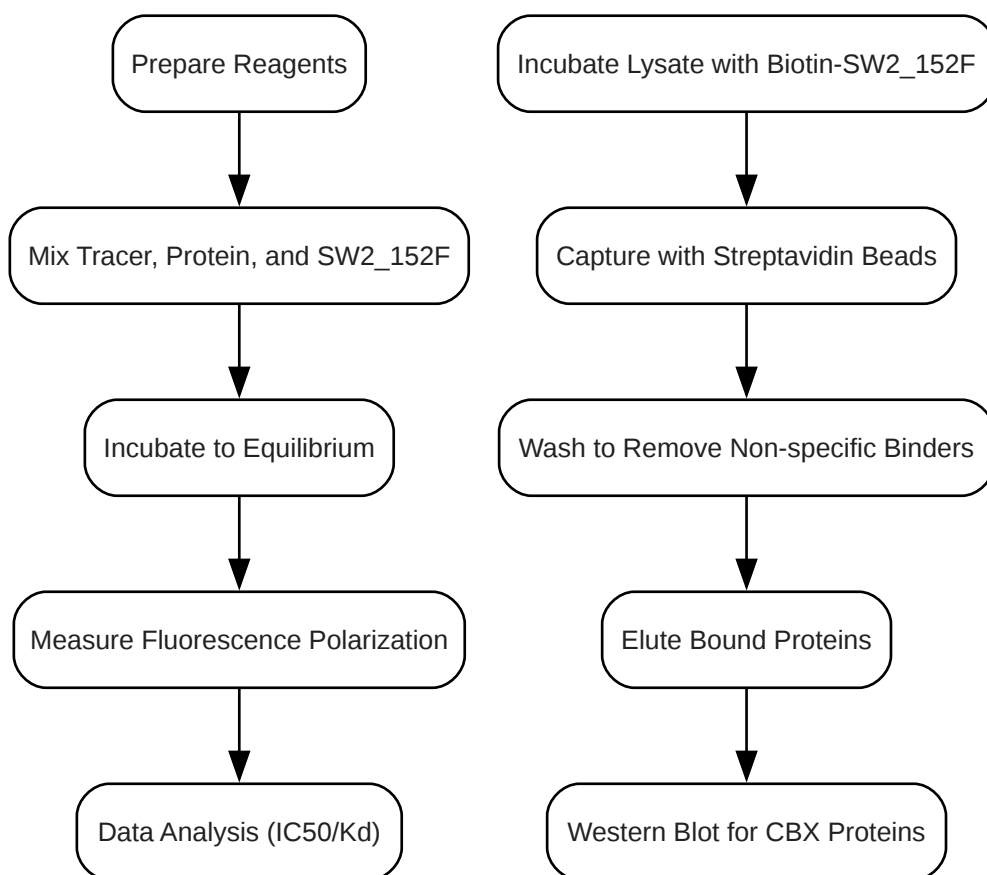 Prepare Reagents
Mix Tracer, Protein, and SW2_152F
Incubate to Equilibrium
Measure Fluorescence Polarization
Data Analysis (IC50/Kd)
Incubate Lysate with Biotin-SW2_152F
Capture with Streptavidin Beads
Wash to Remove Non-specific Binders
Elute Bound Proteins
Western Blot for CBX Proteins